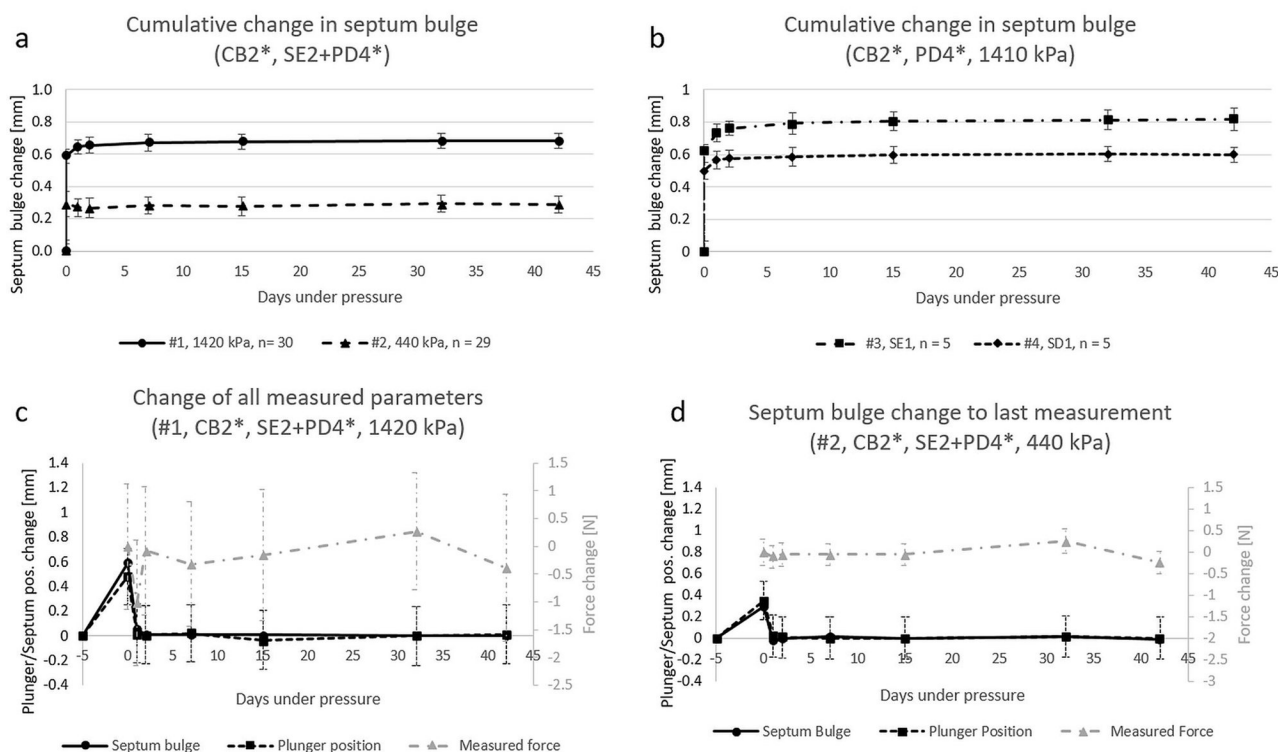 a
Cumulative change in septum bulge
(CB2*, SE2+PD4*)
Septum bulge change [mm]
1.0
0.8
0.6
0.4
0.2
0.0
0 5 10 15 20 25 30 35 40 45
Days under pressure
#1, 1420 kPa, n= 30 #2, 440 kPa, n = 29
b
Cumulative change in septum bulge
(CB2*, PD4*, 1410 kPa)
Septum bulge change [mm]
1
0.8
0.6
0.4
0.2
0
0 5 10 15 20 25 30 35 40 45
Days under pressure
#3, SE1, n = 5 #4, SD1, n = 5
c
Change of all measured parameters
(#1, CB2*, SE2+PD4*, 1420 kPa)
Plunger/Septum pos. change [mm]
1.4
1.2
1
0.8
0.6
0.4
0.2
0
-0.2
-0.4
-5 0 5 10 15 20 25 30 35 40 45
1.5
1
0.5
0
-0.5
-1
-1.5
-2
-2.5
Force change [N]
Days under pressure
Septum bulge Plunger position Measured force
d
Septum bulge change to last measurement
(#2, CB2*, SE2+PD4*, 440 kPa)
Plunger/Septum pos. change [mm]
1.4
1.2
1
0.8
0.6
0.4
0.2
0
-0.2
-0.4
-5 0 5 10 15 20 25 30 35 40 45
1.5
1
0.5
0
-0.5
-1
-1.5
-2
-2.5
-3
Force change [N]
Days under pressure
Septum Bulge Plunger Position Measured Force